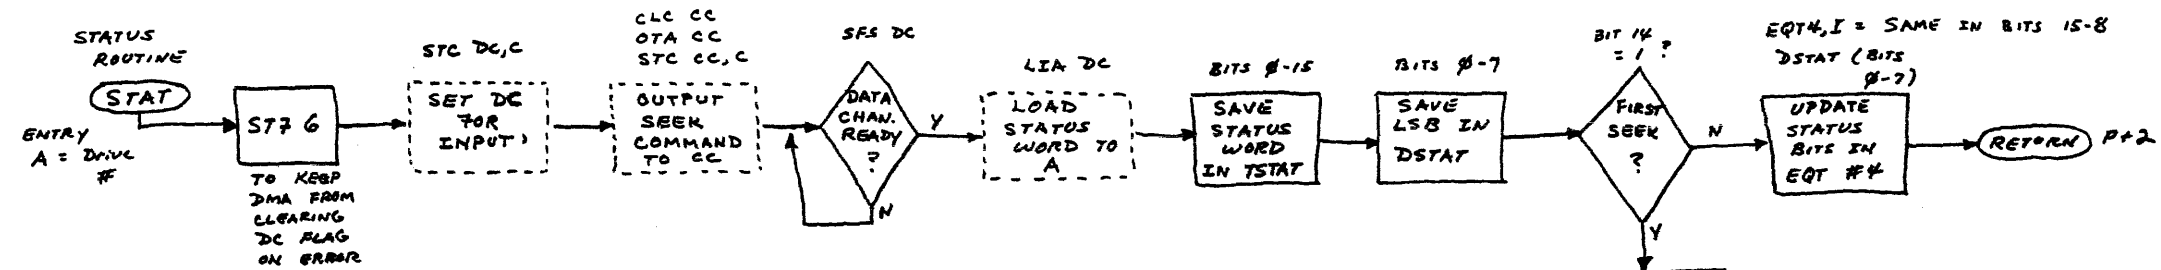 STATUS
ROUTINE
STAT
ENTRY
A = Drive
#
ST7 6
TO KEEP
DMA FROM
CLEARING
DC FLAG
ON ERROR
STC DC,C
SET DC
FOR
INPUT
CLC CC
OTA CC
STC CC,C
OUTPUT
SEEK
COMMAND
TO CC
SFS DC
DATA
CHAN.
READY
?
Y
N
LIA DC
LOAD
STATUS
WORD TO
A
BITS Ø-15
SAVE
STATUS
WORD
IN TSTAT
BITS Ø-7
SAVE
LSB IN
DSTAT
BIT 14
= 1 ?
FIRST
SEEK
?
N
Y
EQT4,I = SAME IN BITS 15-8
DSTAT (BITS
Ø-7)
UPDATE
STATUS
BITS IN
EQT #4
RETURN
P+2